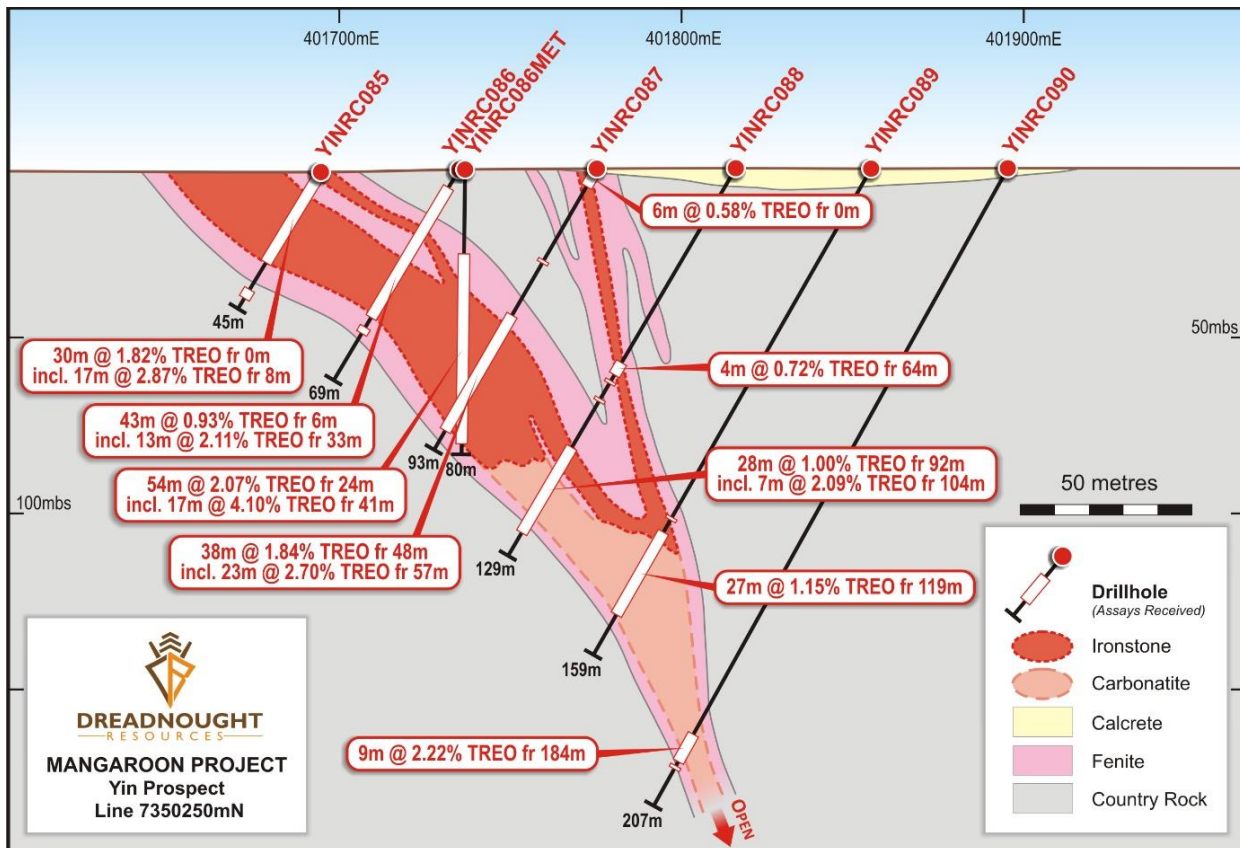 401700mE
401800mE
401900mE
YINRC085
YINRC086
YINRC086MET
YINRC087
YINRC088
YINRC089
YINRC090
6m @ 0.58% TREO fr 0m
45m
50mbs
30m @ 1.82% TREO fr 0m
incl. 17m @ 2.87% TREO fr 8m
4m @ 0.72% TREO fr 64m
69m
43m @ 0.93% TREO fr 6m
incl. 13m @ 2.11% TREO fr 33m
93m
80m
28m @ 1.00% TREO fr 92m
incl. 7m @ 2.09% TREO fr 104m
54m @ 2.07% TREO fr 24m
incl. 17m @ 4.10% TREO fr 41m
50 metres
100mbs
38m @ 1.84% TREO fr 48m
incl. 23m @ 2.70% TREO fr 57m
129m
27m @ 1.15% TREO fr 119m
159m
9m @ 2.22% TREO fr 184m
207m
OPEN
Drillhole
(Assays Received)
Ironstone
Carbonatite
Calcrete
Fenite
Country Rock
DREADNOUGHT
RESOURCES
MANGAROON PROJECT
Yin Prospect
Line 7350250mN